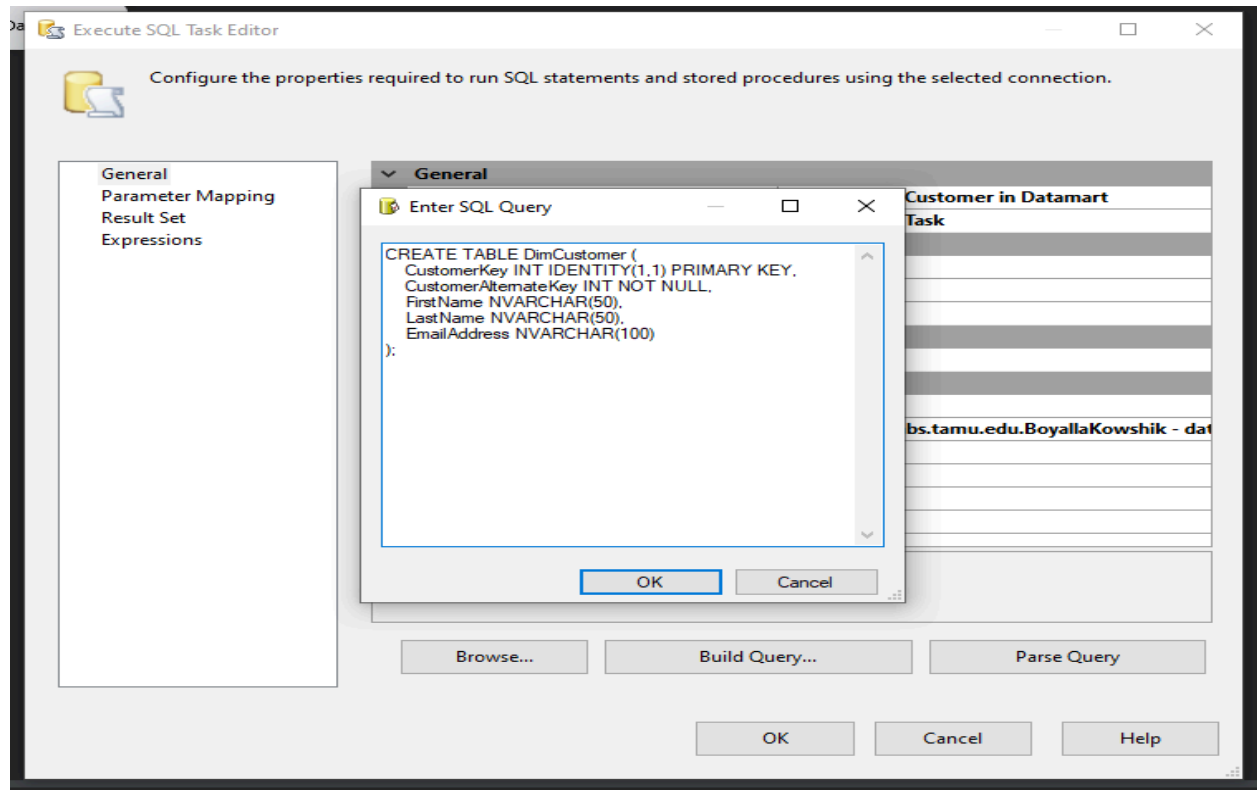 Da
Execute SQL Task Editor
Configure the properties required to run SQL statements and stored procedures using the selected connection.
General
Parameter Mapping
Result Set
Expressions
General
Customer in Datamart
Task
bs.tamu.edu.BoyallaKowshik - dat
Enter SQL Query
CREATE TABLE DimCustomer (
CustomerKey INT IDENTITY(1,1) PRIMARY KEY,
CustomerAlternateKey INT NOT NULL,
FirstName NVARCHAR(50),
LastName NVARCHAR(50),
EmailAddress NVARCHAR(100)
);
OK Cancel
Browse... Build Query... Parse Query
OK Cancel Help